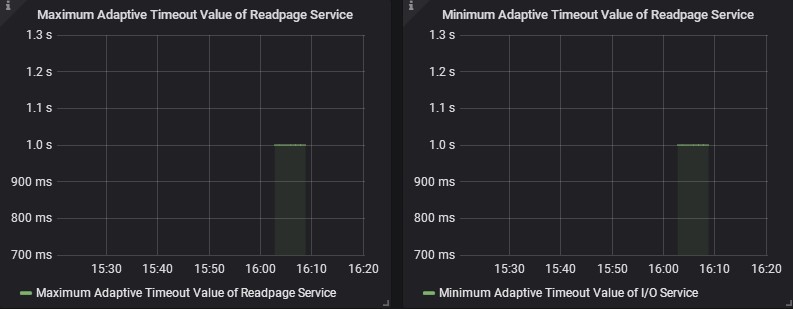 i
Maximum Adaptive Timeout Value of Readpage Service
1.3 s
1.2 s
1.1 s
1.0 s
900 ms
800 ms
700 ms
15:30 15:40 15:50 16:00 16:10 16:20
Maximum Adaptive Timeout Value of Readpage Service
i
Minimum Adaptive Timeout Value of Readpage Service
1.3 s
1.2 s
1.1 s
1.0 s
900 ms
800 ms
700 ms
15:30 15:40 15:50 16:00 16:10 16:20
Minimum Adaptive Timeout Value of I/O Service